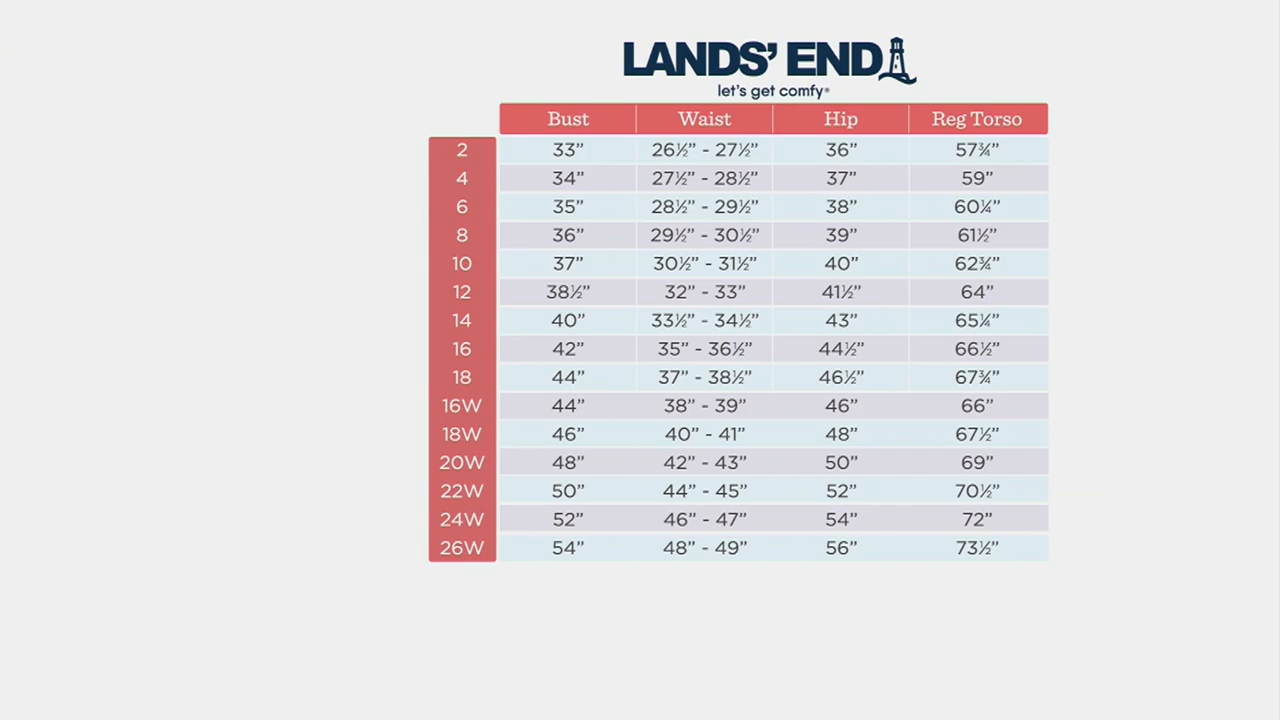 LANDS' END
let's get comfy®
Bust Waist Hip Reg Torso
2 33” 26½” - 27½” 36” 57¾”
4 34” 27½” - 28½” 37” 59”
6 35” 28½” - 29½” 38” 60¼”
8 36” 29½” - 30½” 39” 61½”
10 37” 30½” - 31½” 40” 62¾”
12 38½” 32” - 33” 41½” 64”
14 40” 33½” - 34½” 43” 65¼”
16 42” 35” - 36½” 44½” 66½”
18 44” 37” - 38½” 46½” 67¾”
16W 44” 38” - 39” 46” 66”
18W 46” 40” - 41” 48” 67½”
20W 48” 42” - 43” 50” 69”
22W 50” 44” - 45” 52” 70½”
24W 52” 46” - 47” 54” 72”
26W 54” 48” - 49” 56” 73½”